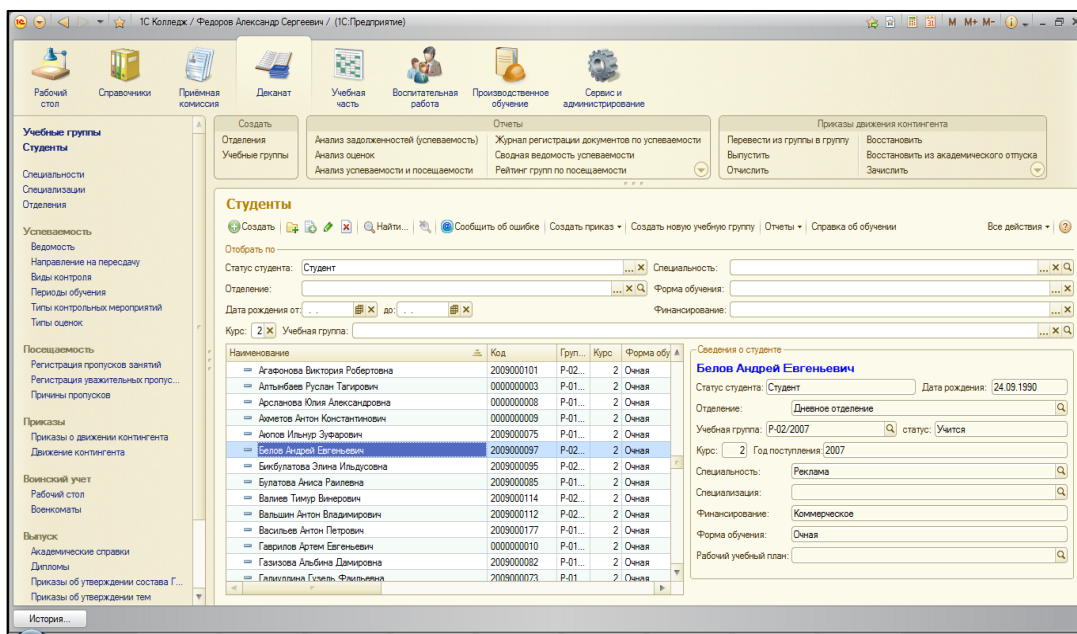 1С Колледж / Федоров Александр Сергеевич / (1С:Предприятие)
M M+ M-
Рабочий стол
Справочники
Приёмная комиссия
Деканат
Учебная часть
Воспитательная работа
Производственное обучение
Сервис и администрирование
Учебные группы
Студенты
Специальности
Специализации
Отделения
Успеваемость
Ведомость
Направление на пересдачу
Виды контроля
Периоды обучения
Типы контрольных мероприятий
Типы оценок
Посещаемость
Регистрация пропусков занятий
Регистрация уважительных пропус...
Причины пропусков
Приказы
Приказы о движении контингента
Движение контингента
Воинский учет
Рабочий стол
Военкоматы
Выпуск
Академические справки
Дипломы
Приказы об утверждении состава Г...
Приказы об утверждении тем
Создать
Отделения
Учебные группы
Отчеты
Анализ задолженностей (успеваемость)
Анализ оценок
Анализ успеваемости и посещаемости
Журнал регистрации документов по успеваемости
Сводная ведомость успеваемости
Рейтинг групп по посещаемости
Приказы движения контингента
Перевести из группы в группу
Выпустить
Отчислить
Восстановить
Восстановить из академического отпуска
Зачислить
Студенты
Создать Найти... Сообщить об ошибке Создать приказ Создать новую учебную группу Отчеты Справка об обучении Все действия
Отобрать по
Статус студента: Студент Специальность:
Отделение: Форма обучения:
Дата рождения от: . . до: . . Финансирование:
Курс: 2 Учебная группа:
Наименование Код Груп... Курс Форма обу
Агафонова Виктория Робертовна 2009000101 Р-02... 2 Очная
Алтынбаев Руслан Тагирович 0000000003 Р-01... 2 Очная
Арсланова Юлия Александровна 0000000008 Р-01... 2 Очная
Ахметов Антон Константинович 0000000009 Р-01... 2 Очная
Аюпов Ильнур Зуфарович 2009000075 Р-01... 2 Очная
Белов Андрей Евгеньевич 2009000097 Р-02... 2 Очная
Бикбулатова Элина Ильдусовна 2009000095 Р-02... 2 Очная
Булатова Аниса Раилевна 2009000085 Р-01... 2 Очная
Валиев Тимур Винерович 2009000114 Р-02... 2 Очная
Вальшин Антон Владимирович 2009000112 Р-02... 2 Очная
Васильев Антон Петрович 2009000177 Р-01... 2 Очная
Гаврилов Артем Евгеньевич 0000000010 Р-01... 2 Очная
Газизова Альбина Дамировна 2009000082 Р-01... 2 Очная
Галиуллина Гузель Фаильевна 2009000073 Р-01 2 Очная
Сведения о студенте
Белов Андрей Евгеньевич
Статус студента: Студент Дата рождения: 24.09.1990
Отделение: Дневное отделение
Учебная группа: Р-02/2007 статус: Учится
Курс: 2 Год поступления: 2007
Специальность: Реклама
Специализация:
Финансирование: Коммерческое
Форма обучения: Очная
Рабочий учебный план:
История...